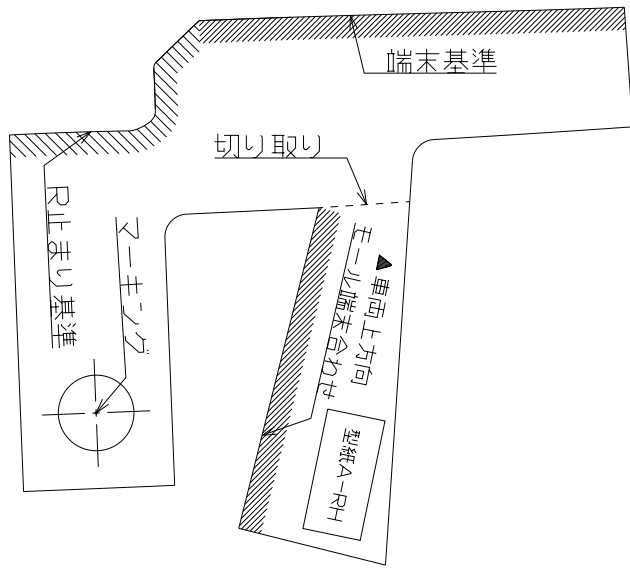 端末基準
切り取り
R止まり基準
マーキング
▲車両上方向
モール端末合わせ
型紙A-RH